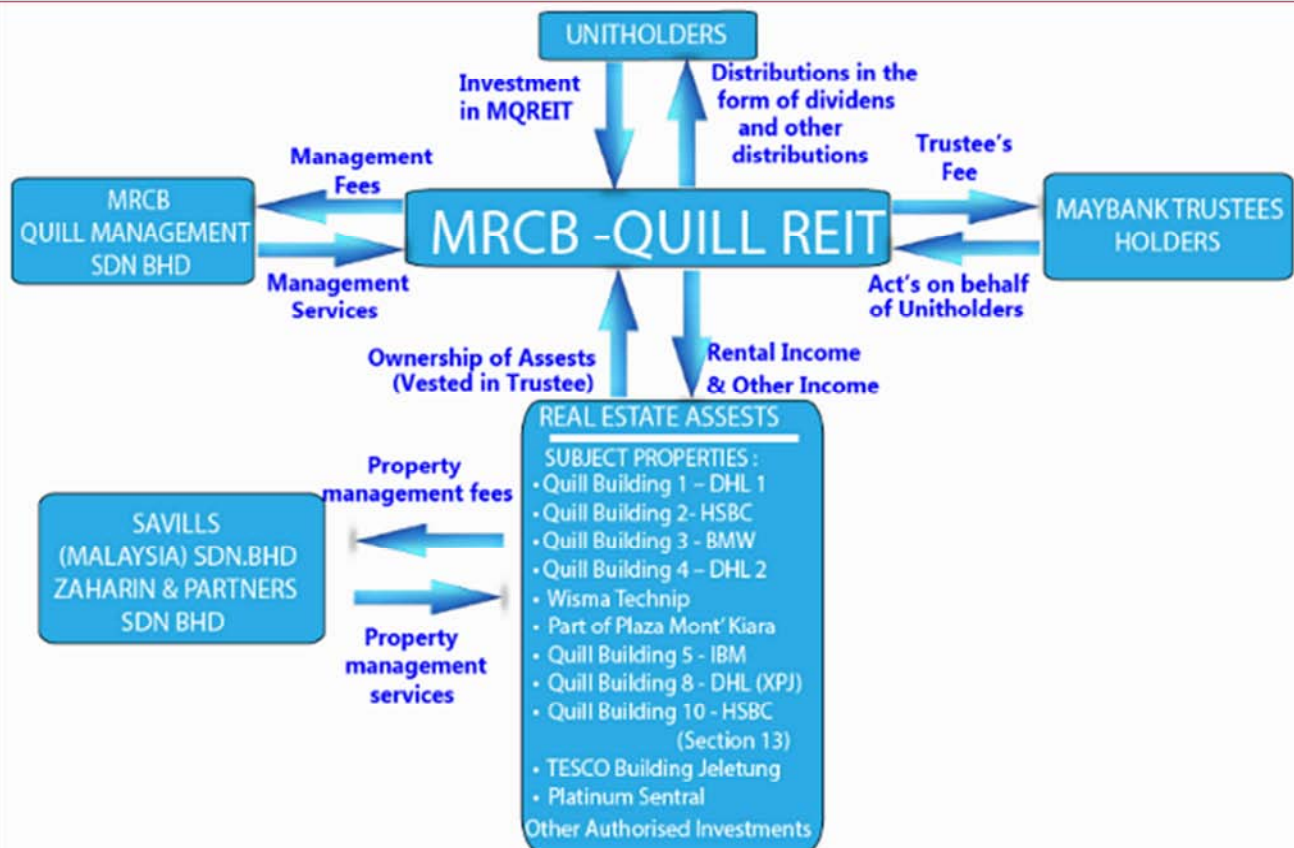 UNITHOLDERS
Investment
in MQREIT
Distributions in the
form of dividens
and other
distributions
Management
Fees
Trustee's
Fee
MRCB
QUILL MANAGEMENT
SDN BHD
MRCB -QUILL REIT
MAYBANK TRUSTEES
HOLDERS
Management
Services
Act's on behalf
of Unitholders
Ownership of Assests
(Vested in Trustee)
Rental Income
& Other Income
REAL ESTATE ASSESTS
SUBJECT PROPERTIES :
• Quill Building 1 – DHL 1
• Quill Building 2- HSBC
• Quill Building 3 - BMW
• Quill Building 4 – DHL 2
• Wisma Technip
• Part of Plaza Mont' Kiara
• Quill Building 5 - IBM
• Quill Building 8 - DHL (XPJ)
• Quill Building 10 - HSBC
(Section 13)
• TESCO Building Jeletung
• Platinum Sentral
Other Authorised Investments
Property
management fees
SAVILLS
(MALAYSIA) SDN.BHD
ZAHARIN & PARTNERS
SDN BHD
Property
management
services